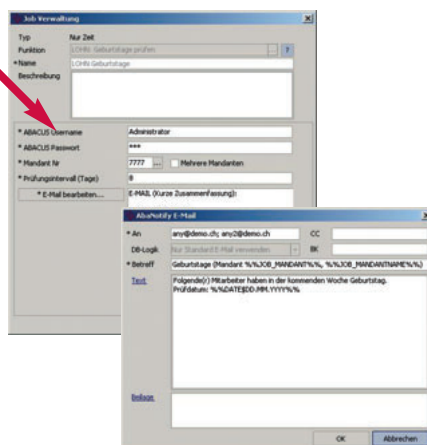 Job Verwaltung
Typ Nur Zeit
Funktion LOHN Geburtstage prüfen ... ?
* Name LOHN Geburtstage
Beschreibung
* ABACUS Username Administrator
* ABACUS Passwort ***
* Mandant Nr 7777 ... Mehrere Mandanten
* Prüfungsintervall (Tage) 8
* E-Mail bearbeiten... E-MAIL (Kurze Zusammenfassung):
AbaNotify E-Mail
* An any@demo.ch; any2@demo.ch CC
DB-Logik Nur Standard E-Mail verwenden. BK
* Betreff Geburtstage (Mandant %%JOB_MANDANT%%, %%JOB_MANDANTNAME%%)
Text Folgende(r) Mitarbeiter haben in der kommenden Woche Geburtstag.
Prüfdatum: %%DATE$DD.MM.YYYY%%
Beilage
OK Abbrechen